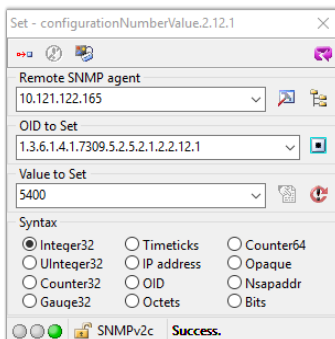 Set - configurationNumberValue.2.12.1
Remote SNMP agent
10.121.122.165
OID to Set
1.3.6.1.4.1.7309.5.2.5.2.1.2.2.12.1
Value to Set
5400
Syntax
Integer32 Timeticks Counter64
UInteger32 IP address Opaque
Counter32 OID Nsapaddr
Gauge32 Octets Bits
SNMPv2c Success.